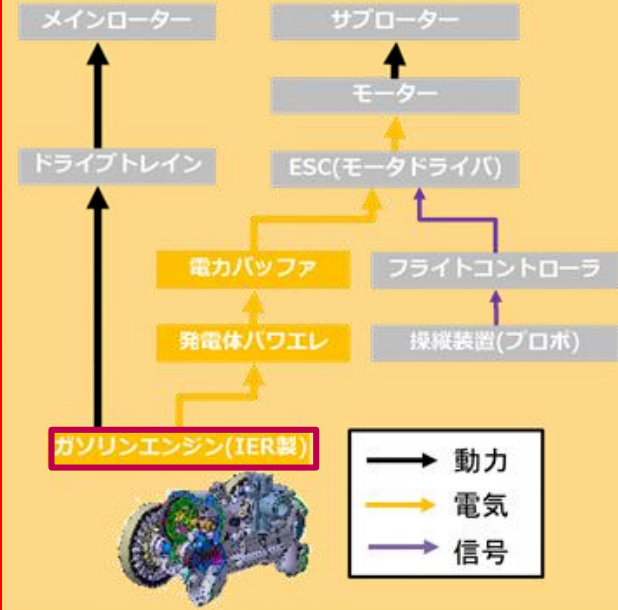 メインローター
サブローター
モーター
ドライブトレイン
ESC(モータドライバ)
電力バッファ
フライトコントローラ
発電体パワエレ
操縦装置(プロポ)
ガソリンエンジン(IER製)
動力
電気
信号